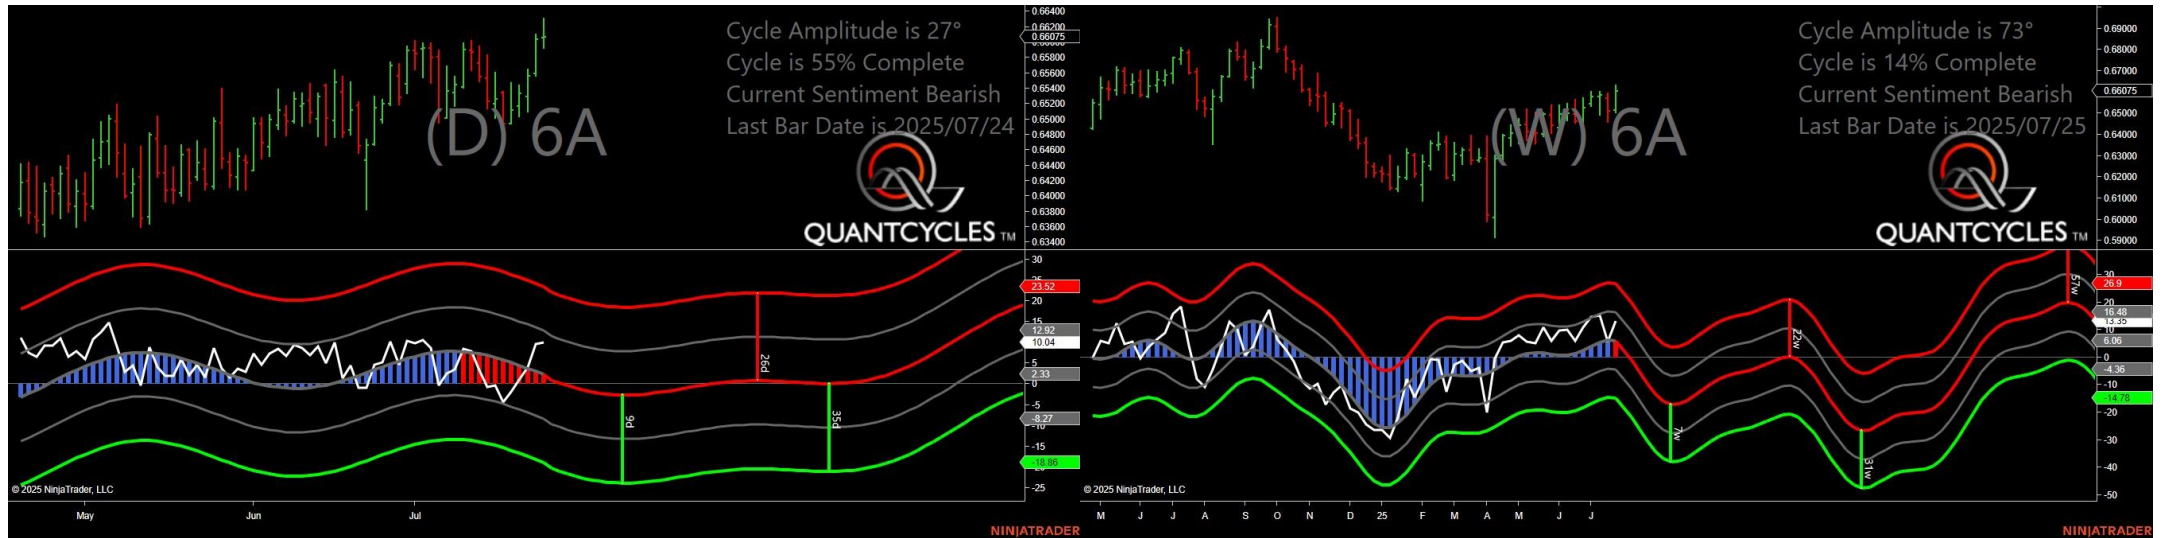 Cycle Amplitude is 27°
Cycle is 55% Complete
Current Sentiment Bearish
Last Bar Date is 2025/07/24
(D) 6A
QUANTCYCLES TM
0.66400
0.66200
0.66075
0.65800
0.65600
0.65400
0.65200
0.65000
0.64800
0.64600
0.64400
0.64200
0.64000
0.63800
0.63600
0.63400
30
23.52
20
15
12.92
10.04
5
2.33
0
-5
-8.27
-10
-15
-18.86
-25
9d
26d
35d
© 2025 NinjaTrader, LLC
May Jun Jul
NINJATRADER
Cycle Amplitude is 73°
Cycle is 14% Complete
Current Sentiment Bearish
Last Bar Date is 2025/07/25
(W) 6A
QUANTCYCLES TM
0.69000
0.68000
0.67000
0.66075
0.65000
0.64000
0.63000
0.62000
0.61000
0.60000
0.59000
30
26.9
20
16.48
13.35
10
6.06
0
-4.36
-10
-14.78
-20
-30
-40
-50
7w
22w
31w
57w
© 2025 NinjaTrader, LLC
M J J A S O N D 25 F M A M J J
NINJATRADER